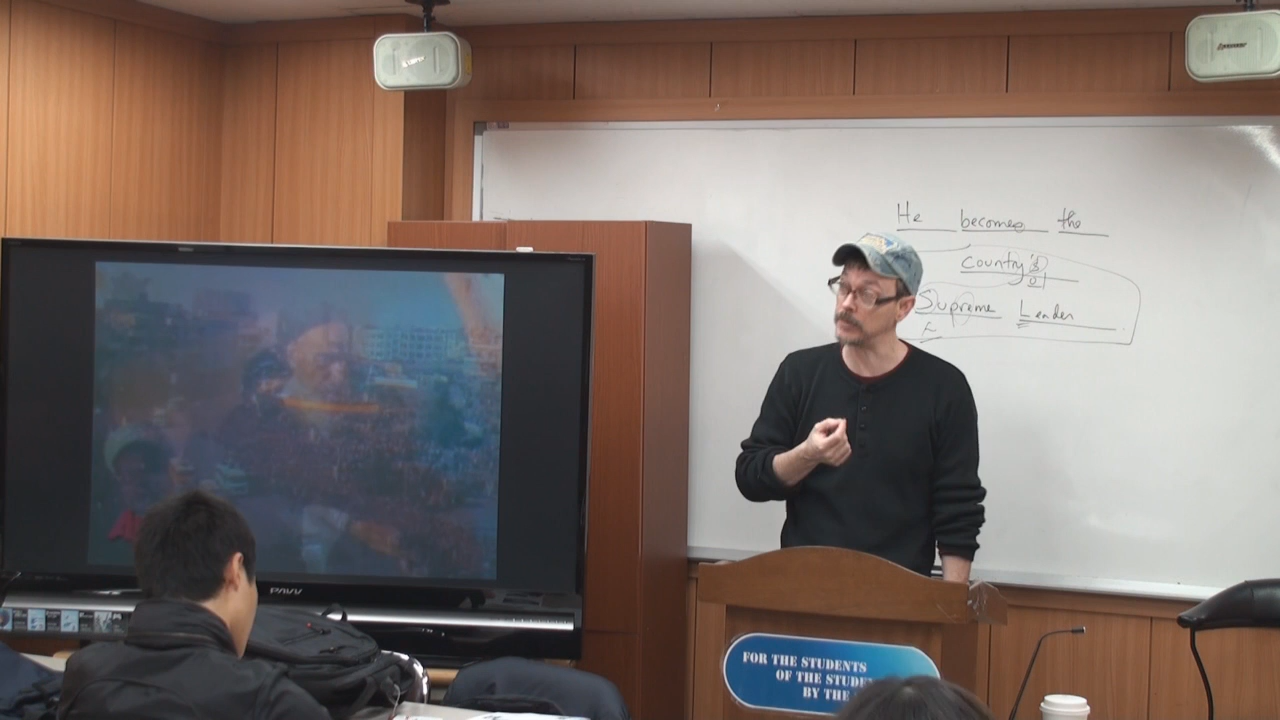 He becomes the
country's
Supreme Leader
PAVV
FOR THE STUDENTS
OF THE STUDE
BY THE